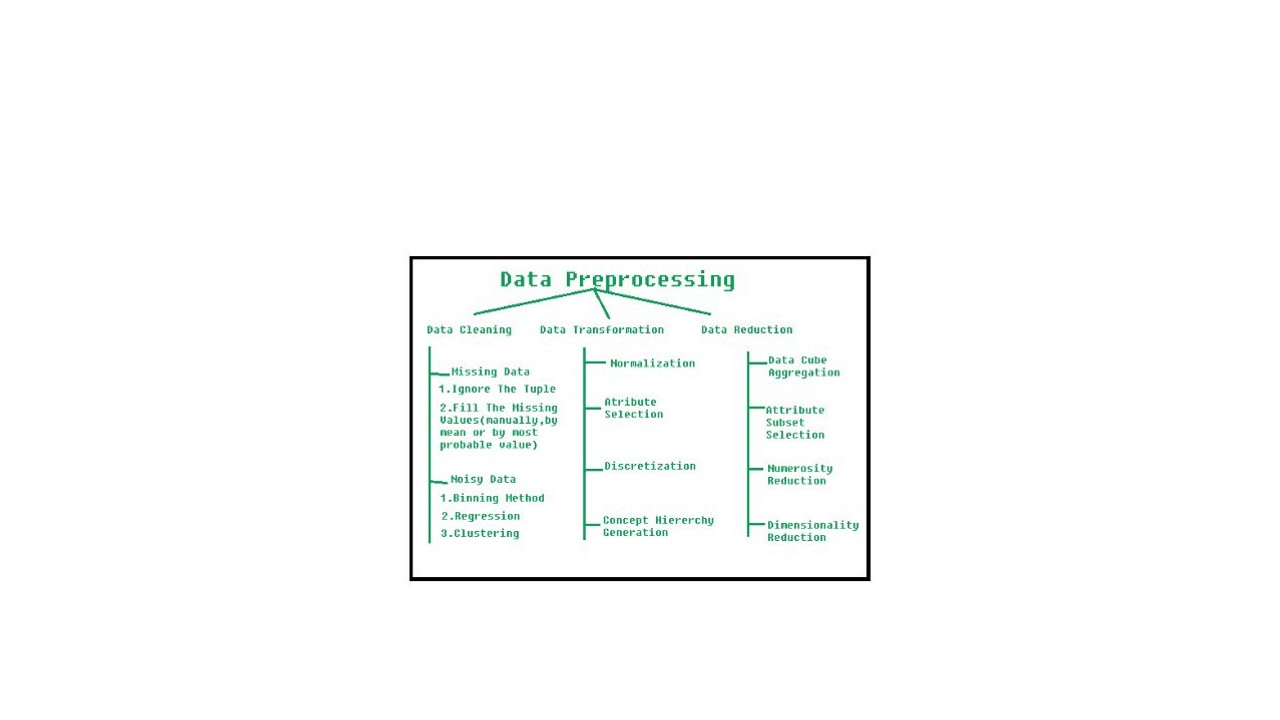 Data Preprocessing
Data Cleaning
Missing Data
1.Ignore The Tuple
2.Fill The Missing
Values(manually,by
mean or by most
probable value)
Noisy Data
1.Binning Method
2.Regression
3.Clustering
Data Transformation
Normalization
Atribute
Selection
Discretization
Concept Hiererchy
Generation
Data Reduction
Data Cube
Aggregation
Attribute
Subset
Selection
Numerosity
Reduction
Dimensionality
Reduction